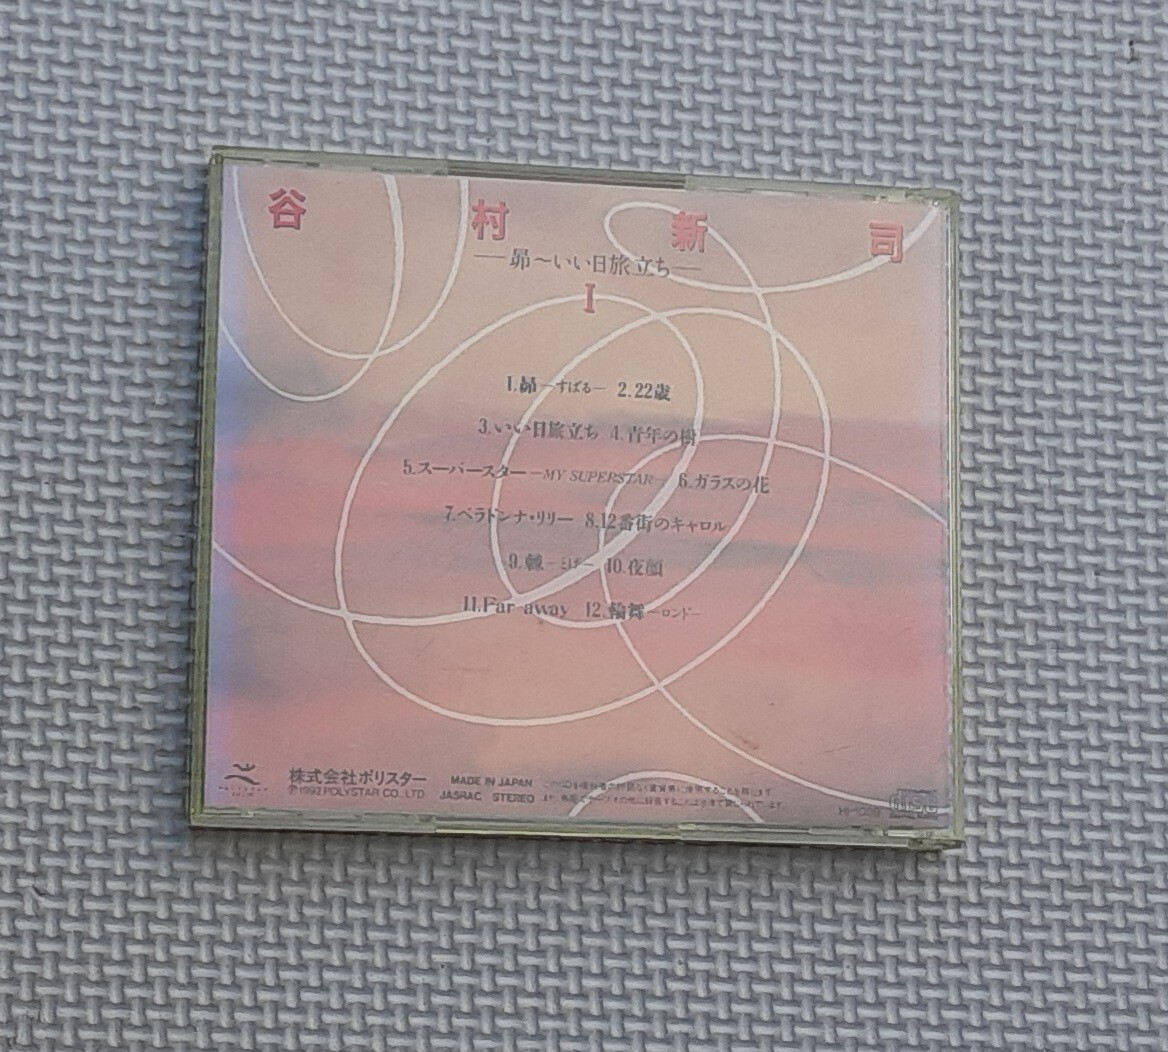 谷村新司
—昴〜いい日旅立ち—
I
1.昴—すばる— 2.22歳
3.いい日旅立ち 4.青年の樹
5.スーパースター—MY SUPERSTAR— 6.ガラスの花
7.ベラドンナ・リリー 8.12番街のキャロル
9.棘—とげ— 10.夜顔
11.Far away 12.輪舞—ロンド—
株式会社ポリスター MADE IN JAPAN
℗1992 POLYSTAR CO., LTD JASRAC STEREO
DISC